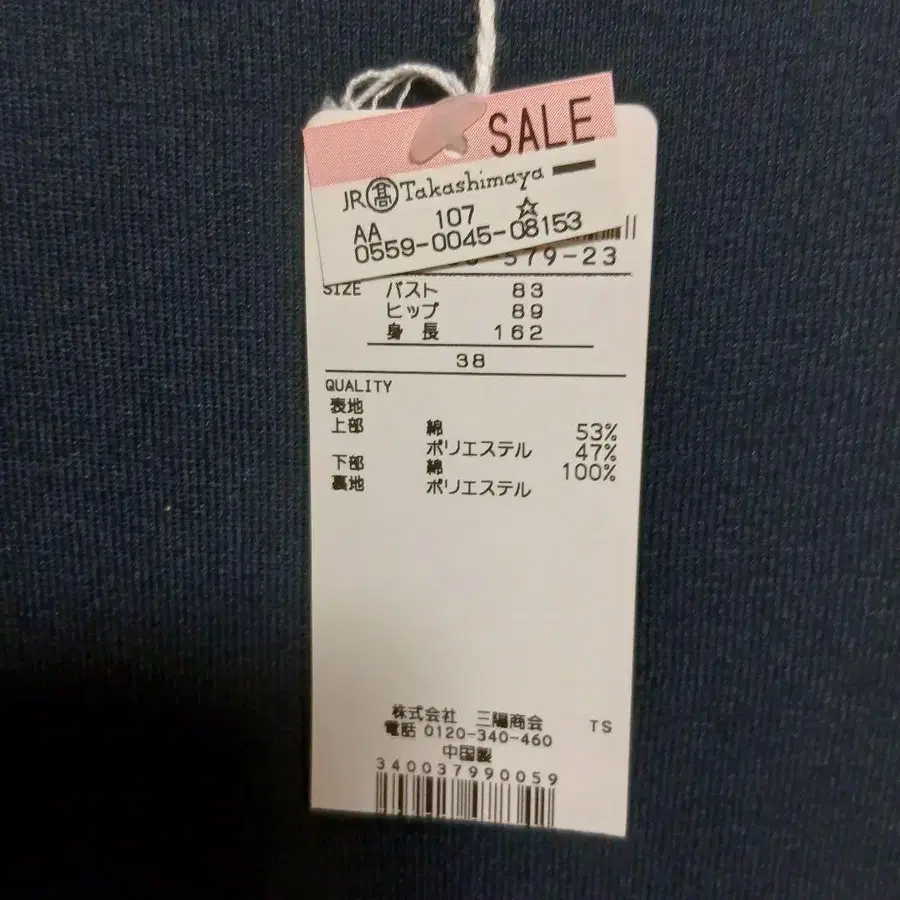 SALE
JR 髙 Takashimaya
AA 107 ☆
0559-0045-08153
-579-23
SIZE バスト 83
ヒップ 89
身長 162
38
QUALITY
表地
上部 綿 53%
ポリエステル 47%
下部 綿 100%
裏地 ポリエステル
株式会社 三陽商会 TS
電話 0120-340-460
中国製
340037990059